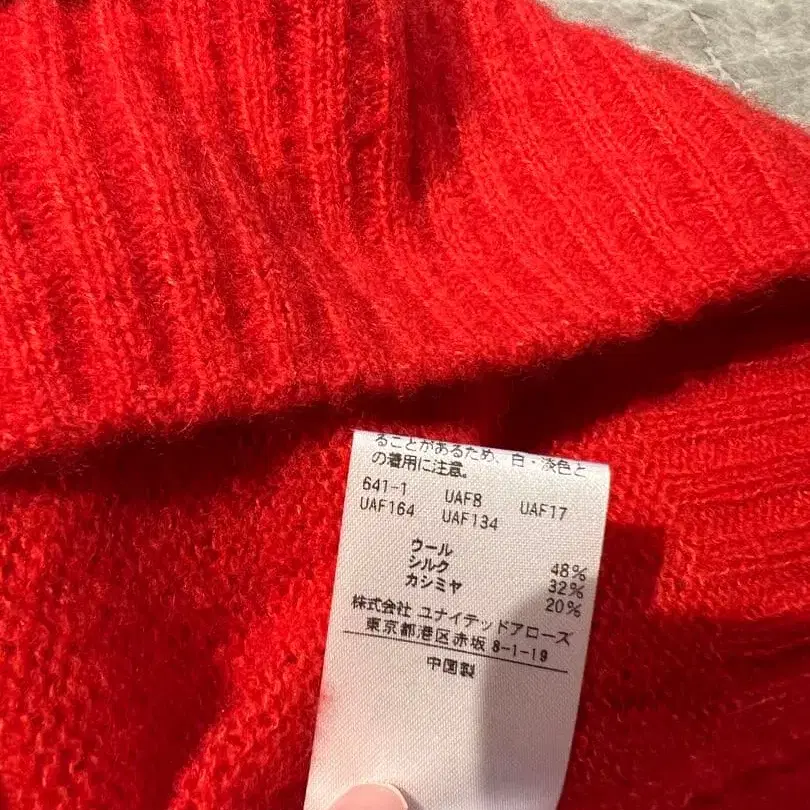 ることがあるため、白・淡色と
の着用に注意。
641-1 UAF8 UAF17
UAF164 UAF134
ウール 48%
シルク 32%
カシミヤ 20%
株式会社 ユナイテッドアローズ
東京都港区赤坂 8-1-19
中国製